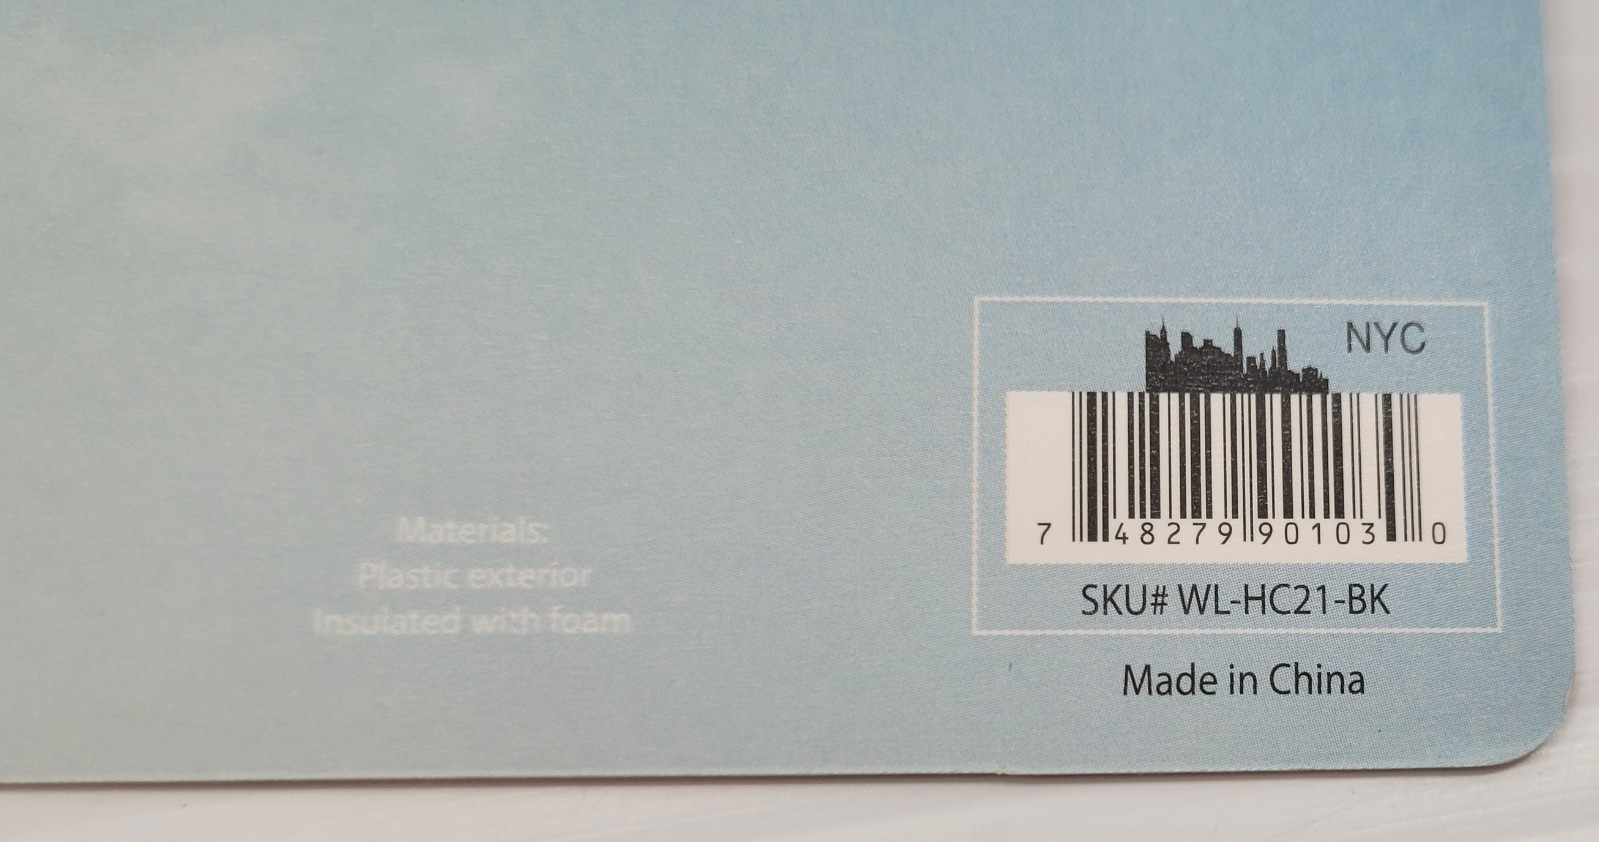 Materials:
Plastic exterior
Insulated with foam
NYC
7 48279 90103 0
SKU# WL-HC21-BK
Made in China